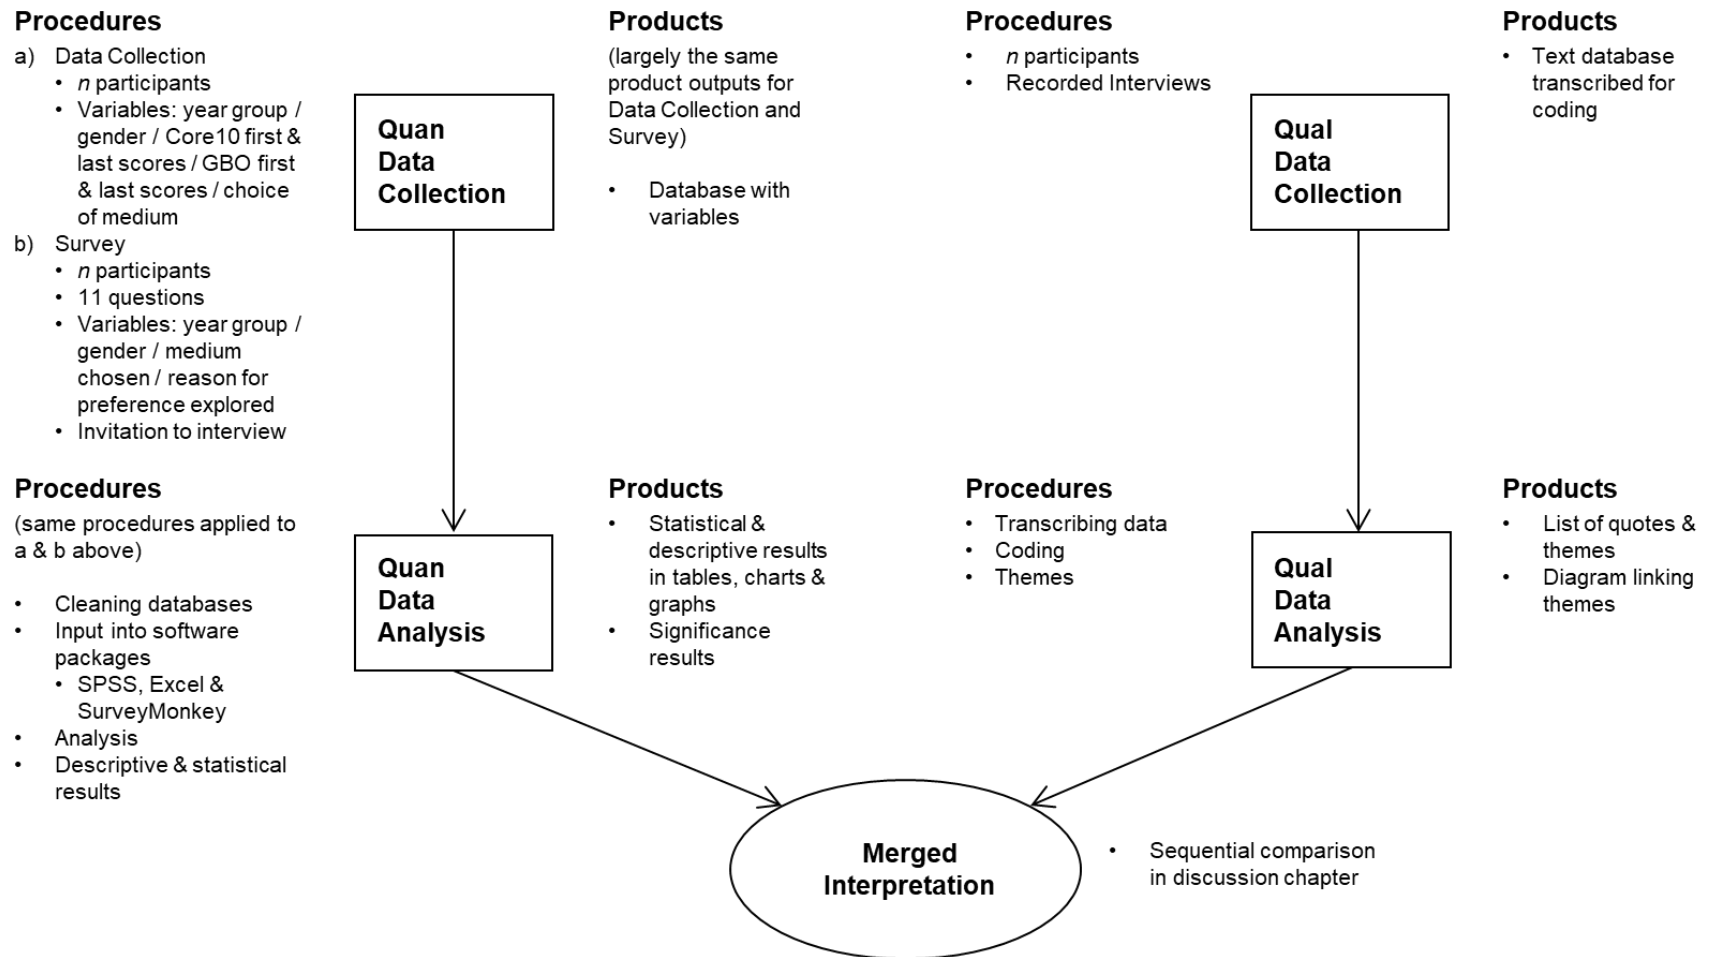 Procedures
a) Data Collection
• n participants
• Variables: year group /
gender / Core10 first &
last scores / GBO first
& last scores / choice
of medium
b) Survey
• n participants
• 11 questions
• Variables: year group /
gender / medium
chosen / reason for
preference explored
• Invitation to interview
Quan
Data
Collection
Products
(largely the same
product outputs for
Data Collection and
Survey)
• Database with
variables
Procedures
• n participants
• Recorded Interviews
Qual
Data
Collection
Products
• Text database
transcribed for
coding
Procedures
(same procedures applied to
a & b above)
• Cleaning databases
• Input into software
packages
• SPSS, Excel &
SurveyMonkey
• Analysis
• Descriptive & statistical
results
Quan
Data
Analysis
Products
• Statistical &
descriptive results
in tables, charts &
graphs
• Significance
results
Procedures
• Transcribing data
• Coding
• Themes
Qual
Data
Analysis
Products
• List of quotes &
themes
• Diagram linking
themes
Merged
Interpretation
• Sequential comparison
in discussion chapter